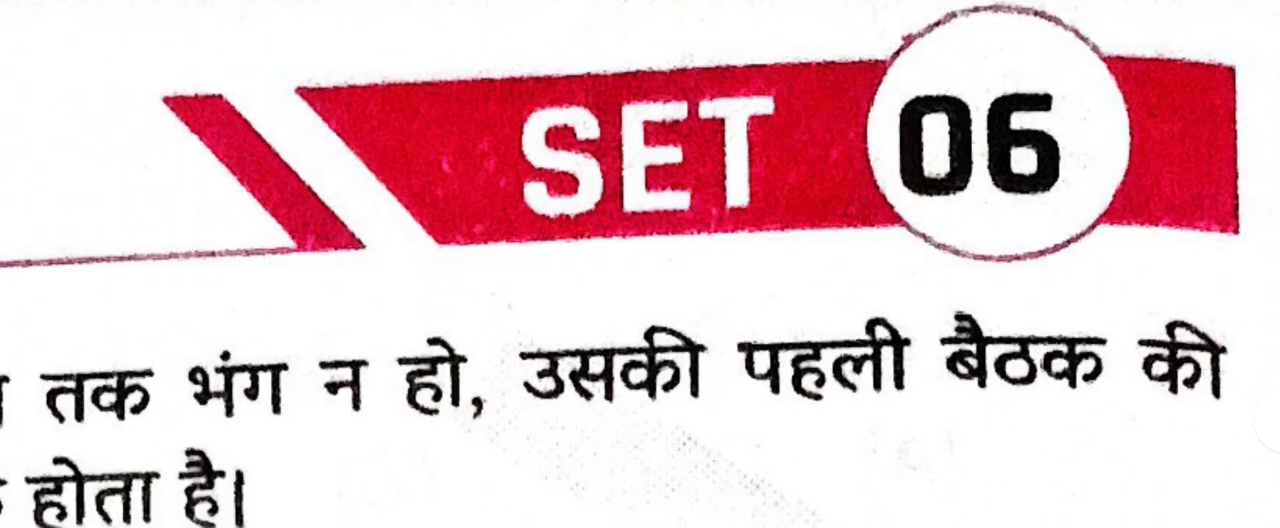 SET 06
तक भंग न हो, उसकी पहली बैठक की
होता है।